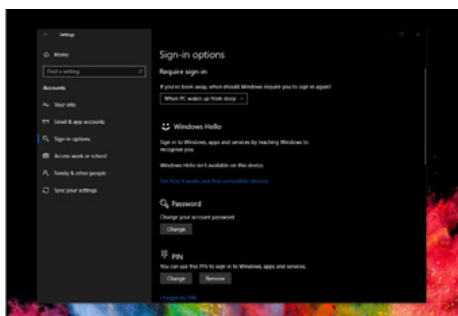 Settings
Home
Find a setting
Accounts
Your info
Email & app accounts
Sign-in options
Access work or school
Family & other people
Sync your settings
Sign-in options
Require sign-in
If you've been away, when should Windows require you to sign in again?
When PC wakes up from sleep
Windows Hello
Sign in to Windows, apps and services by teaching Windows to
recognise you.
Windows Hello isn't available on this device.
See how it works and find compatible devices.
Password
Change your account password
Change
PIN
You can use this PIN to sign in to Windows, apps and services.
Change Remove
I forgot my PIN